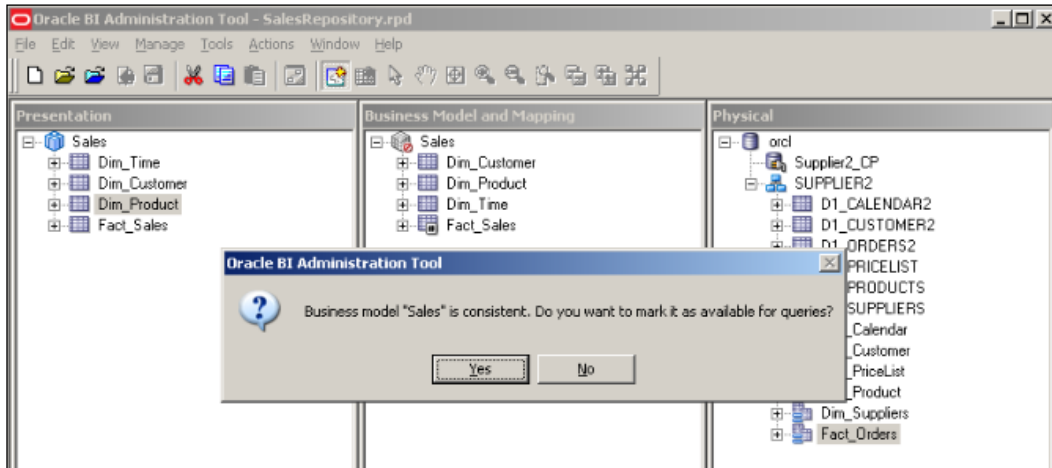 Oracle BI Administration Tool - SalesRepository.rpd
File Edit View Manage Tools Actions Window Help
Presentation
Sales
Dim_Time
Dim_Customer
Dim_Product
Fact_Sales
Business Model and Mapping
Sales
Dim_Customer
Dim_Product
Dim_Time
Fact_Sales
Physical
orcl
Supplier2_CP
SUPPLIER2
D1_CALENDAR2
D1_CUSTOMER2
D1_ORDERS2
PRICELIST
PRODUCTS
SUPPLIERS
_Calendar
_Customer
_PriceList
_Product
Dim_Suppliers
Fact_Orders
Oracle BI Administration Tool
Business model "Sales" is consistent. Do you want to mark it as available for queries?
Yes
No